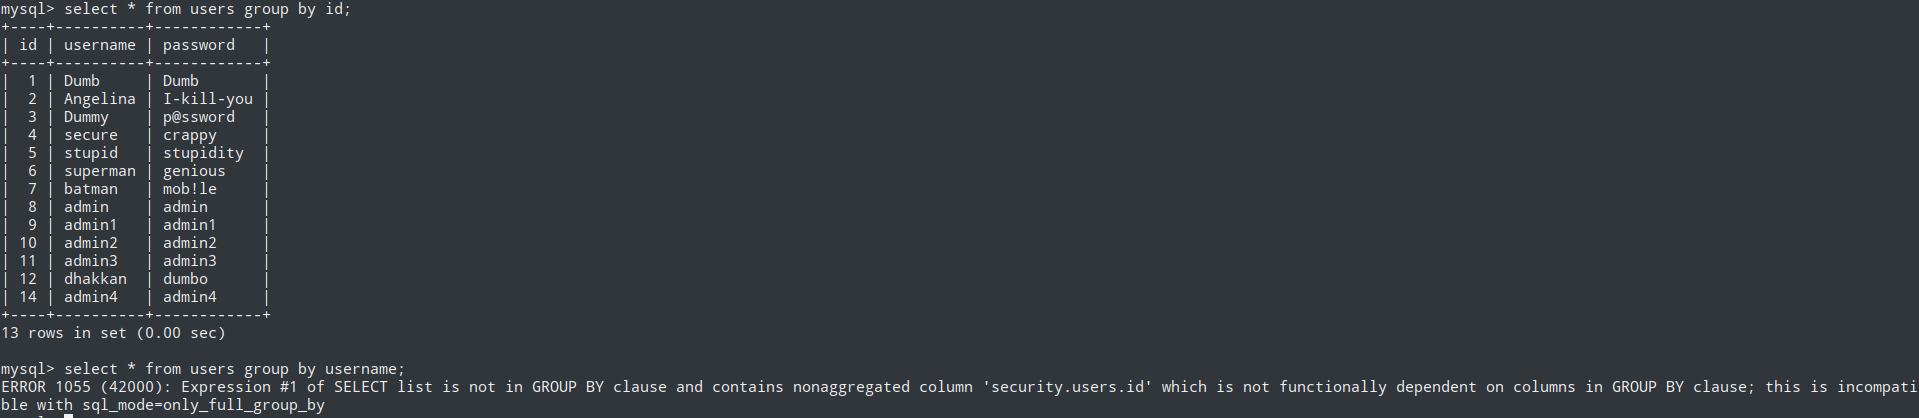 mysql> select * from users group by id;
+----+----------+------------+
| id | username | password   |
+----+----------+------------+
|  1 | Dumb     | Dumb       |
|  2 | Angelina | I-kill-you |
|  3 | Dummy    | p@ssword   |
|  4 | secure   | crappy     |
|  5 | stupid   | stupidity  |
|  6 | superman | genious    |
|  7 | batman   | mob!le     |
|  8 | admin    | admin      |
|  9 | admin1   | admin1     |
| 10 | admin2   | admin2     |
| 11 | admin3   | admin3     |
| 12 | dhakkan  | dumbo      |
| 14 | admin4   | admin4     |
+----+----------+------------+
13 rows in set (0.00 sec)
mysql> select * from users group by username;
ERROR 1055 (42000): Expression #1 of SELECT list is not in GROUP BY clause and contains nonaggregated column 'security.users.id' which is not functionally dependent on columns in GROUP BY clause; this is incompati
ble with sql_mode=only_full_group_by